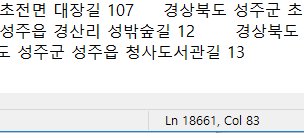 초전면 대장길 107 경상북도 성주군 초
성주읍 경산리 성밖숲길 12 경상북도
도 성주군 성주읍 청사도서관길 13
Ln 18661, Col 83